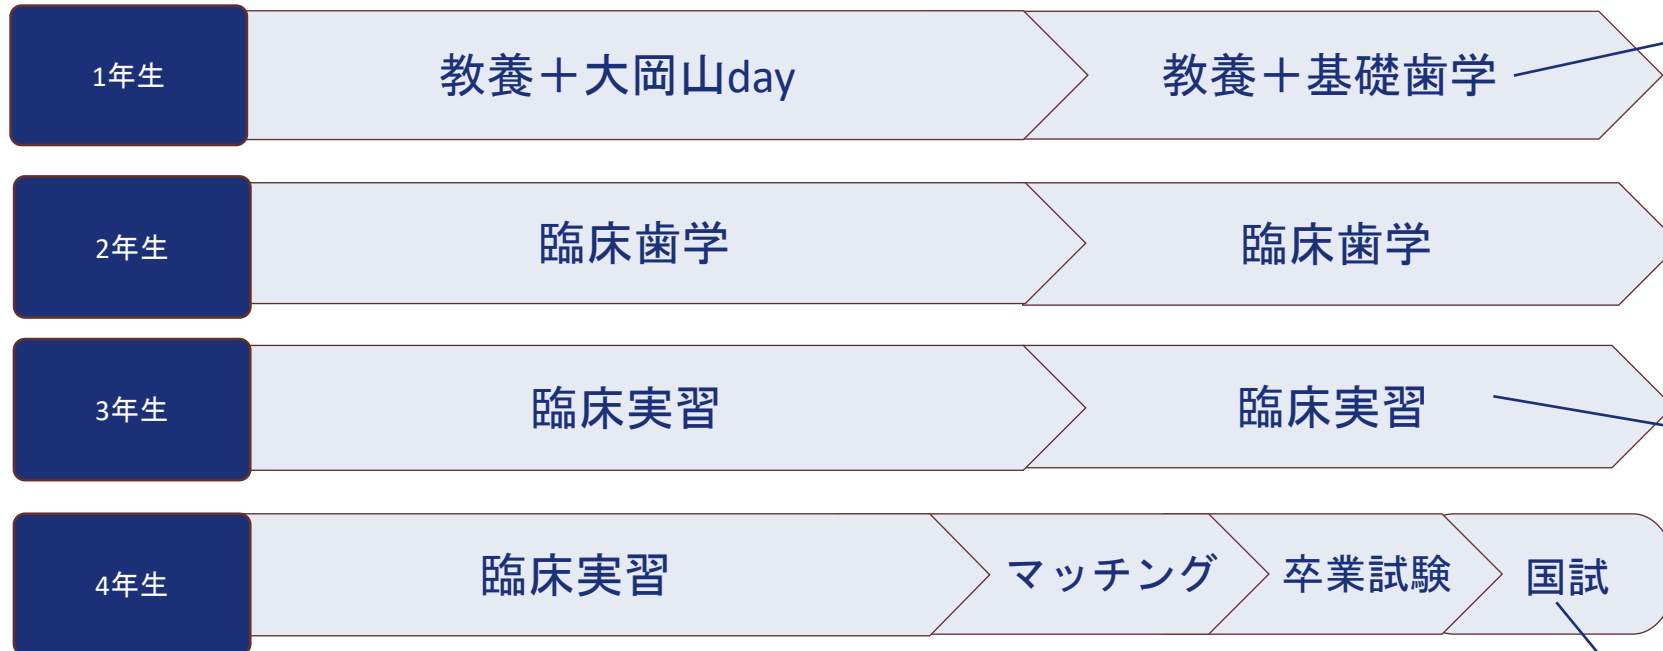 1年生
教養＋大岡山day
教養＋基礎歯学
2年生
臨床歯学
臨床歯学
3年生
臨床実習
臨床実習
4年生
臨床実習
マッチング
卒業試験
国試